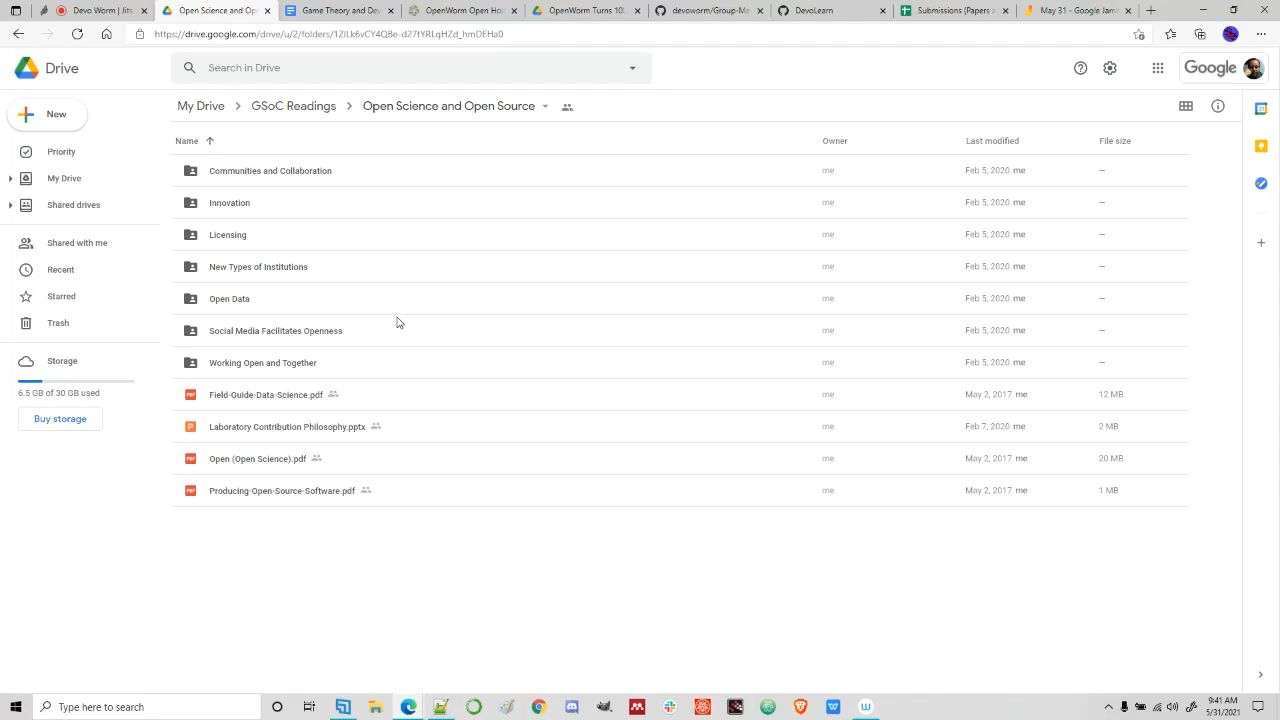 Dev Worm | Jit
Open Science and Op
Game Theory and Dev
OpenWorm Open Ho
OpenWorm Turns 10
devoworm/Group-M
DevoLearn
Submissions (Papers a
May 31 - Google Jam
https://drive.google.com/drive/u/2/folders/1ZlLk6vCY4Q8e-d27tYRLqHZd_hmDEHa0
Drive
Search in Drive
Google
New
My Drive
GSoC Readings
Open Science and Open Source
Name
Owner
Last modified
File size
Priority
My Drive
Shared drives
Shared with me
Recent
Starred
Trash
Storage
6.5 GB of 30 GB used
Buy storage
Communities and Collaboration me Feb 5, 2020 me –
Innovation me Feb 5, 2020 me –
Licensing me Feb 5, 2020 me –
New Types of Institutions me Feb 5, 2020 me –
Open Data me Feb 5, 2020 me –
Social Media Facilitates Openness me Feb 5, 2020 me –
Working Open and Together me Feb 5, 2020 me –
Field-Guide-Data-Science.pdf me May 2, 2017 me 12 MB
Laboratory Contribution Philosophy.pptx me Feb 7, 2020 me 2 MB
Open (Open Science).pdf me May 2, 2017 me 20 MB
Producing-Open-Source-Software.pdf me May 2, 2017 me 1 MB
Type here to search
9:41 AM
5/31/2021